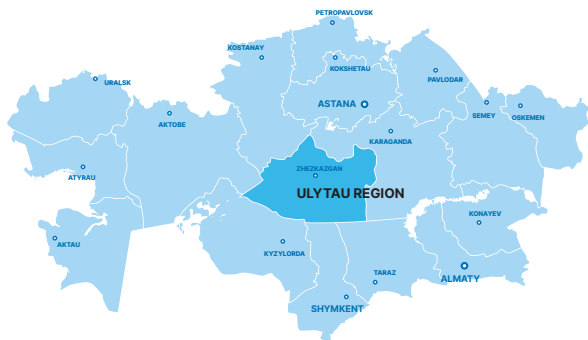 PETROPAVLOVSK
KOSTANAY
KOKSHETAU
URALSK
PAVLODAR
ASTANA
SEMEY
OSKEMEN
AKTOBE
KARAGANDA
ATYRAU
ZHEZKAZGAN
ULYTAU REGION
KONAYEV
AKTAU
KYZYLORDA
TARAZ
ALMATY
SHYMKENT